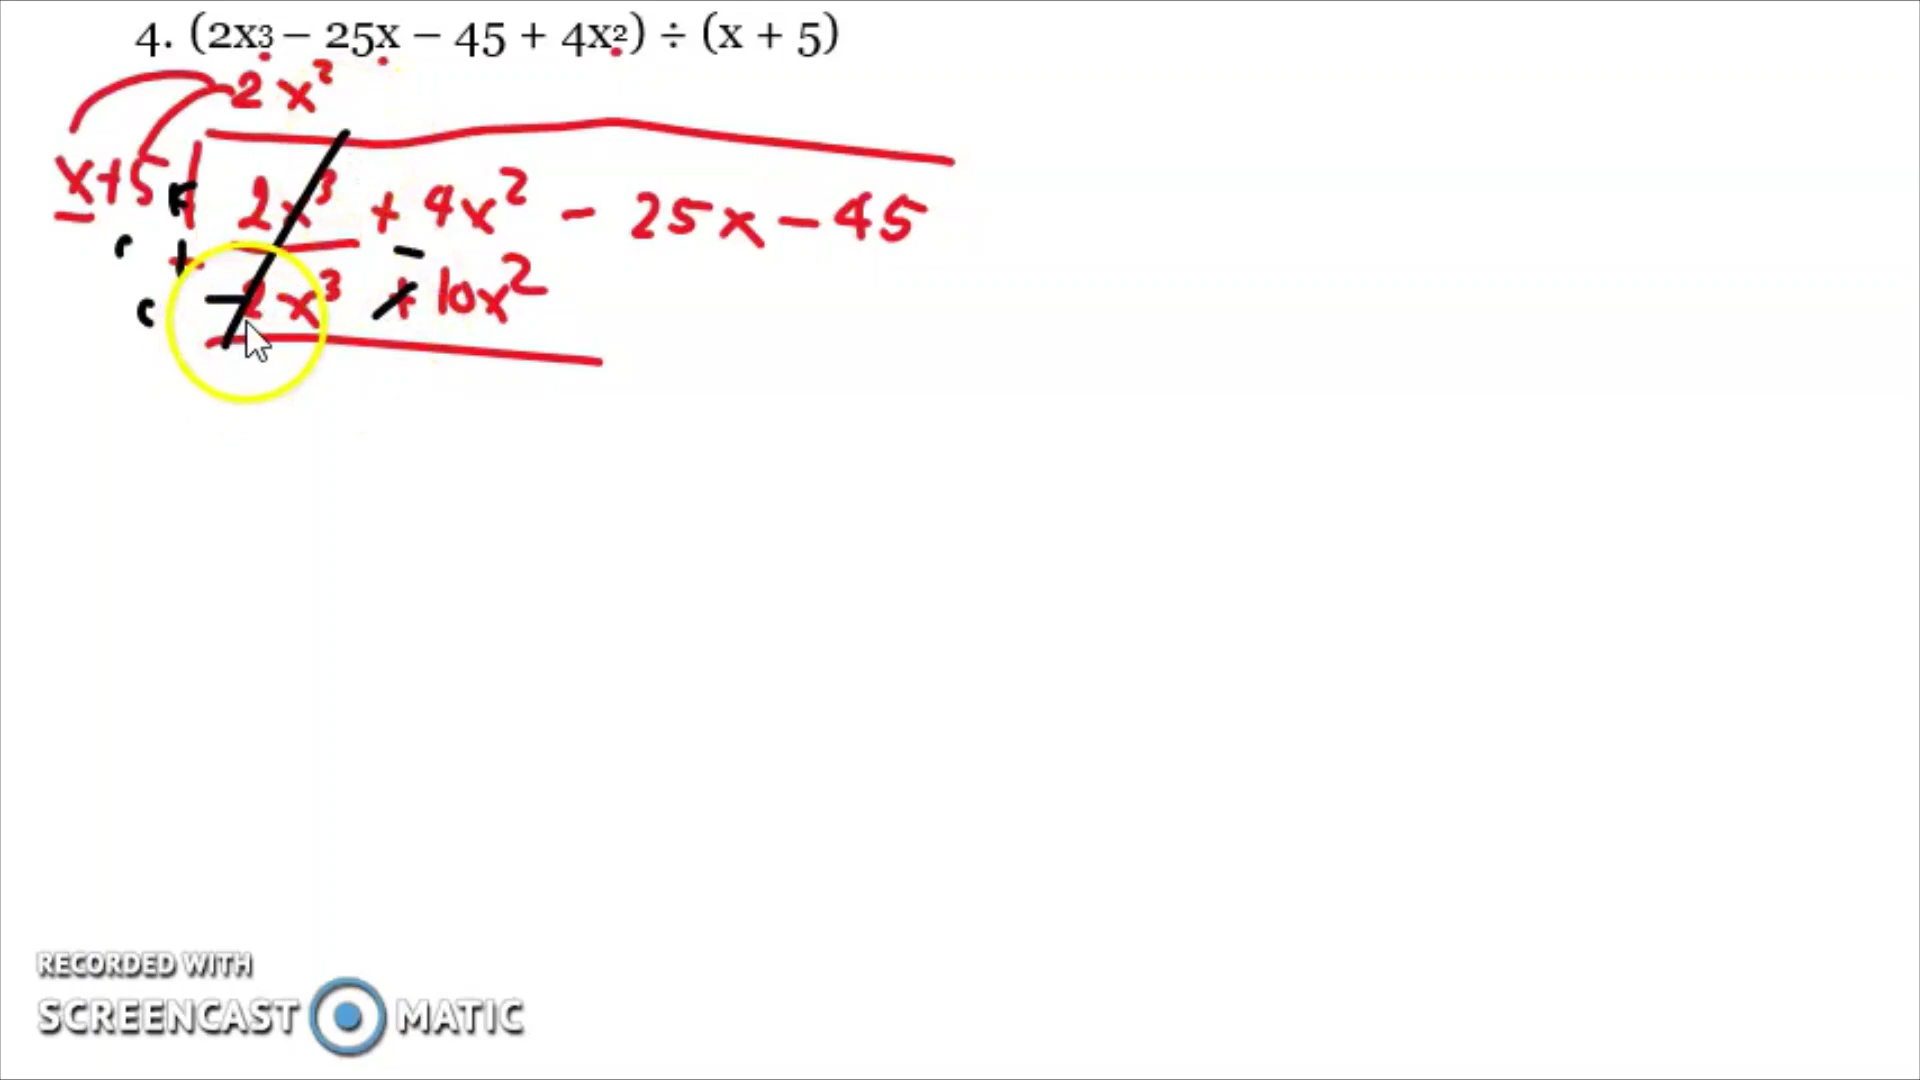 4. (2x3 – 25x – 45 + 4x2) ÷ (x + 5)
2x²
x+5 2x³ + 4x² - 25x - 45
- 2x³ + 10x²
RECORDED WITH
SCREENCAST MATIC